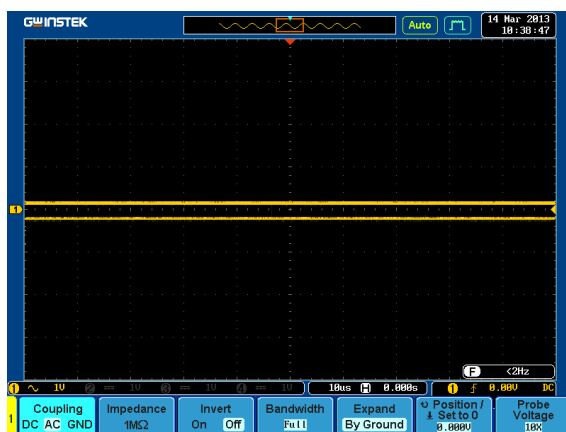 GWINSTEK
Auto
14 Mar 2013
10:38:47
1
F <2Hz
1 1V 2 1V 3 1V 4 1V 10us H 0.000s 1 0.00V DC
1
Coupling
DC AC GND
Impedance
1MΩ
Invert
On Off
Bandwidth
Full
Expand
By Ground
Position /
Set to 0
0.000V
Probe
Voltage
10X